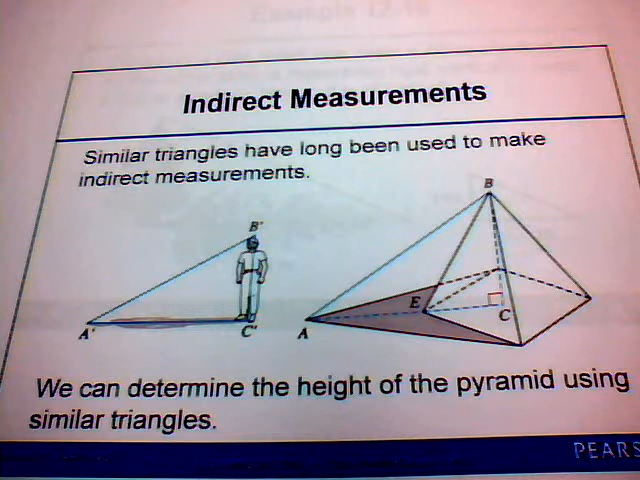 Indirect Measurements
Similar triangles have long been used to make
indirect measurements.
B
B'
E
C
A'
C'
A
We can determine the height of the pyramid using
similar triangles.